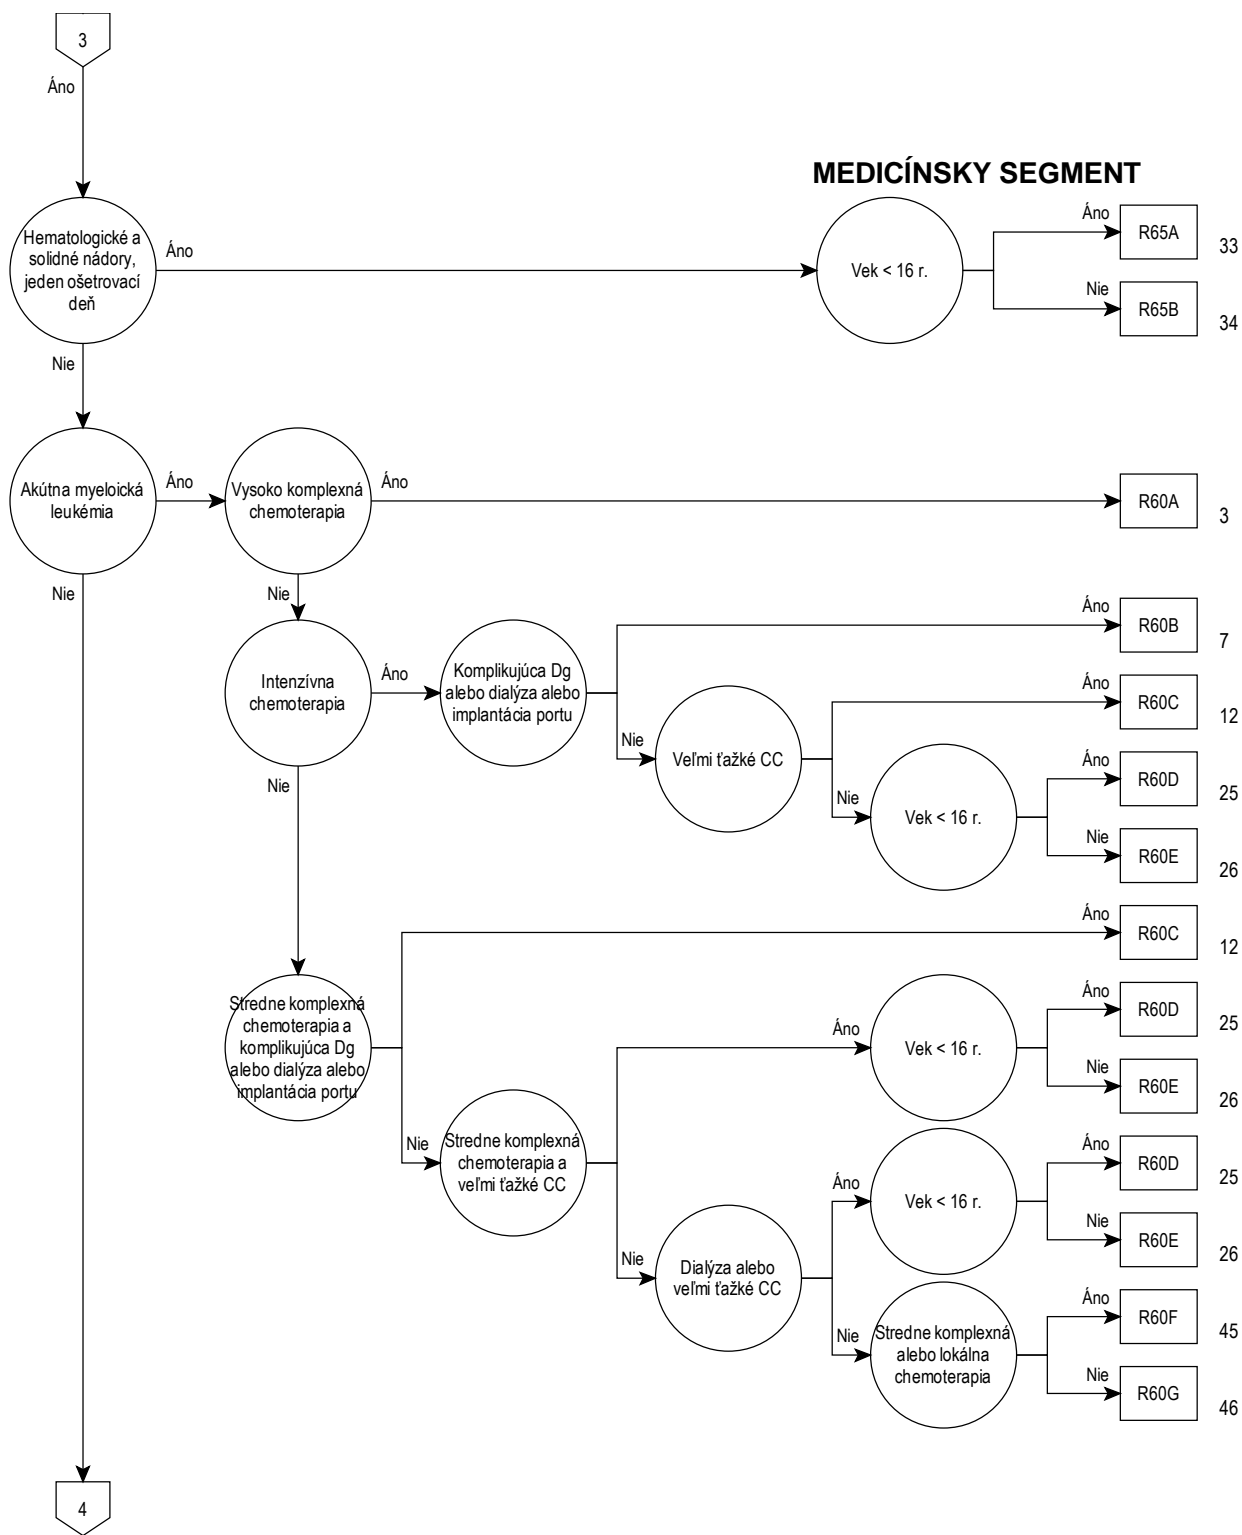 3
Áno
MEDICÍNSKY SEGMENT
Hematologické a
solidné nádory,
jeden ošetrovací
deň
Áno
Vek < 16 r.
Áno
R65A
33
Nie
R65B
34
Nie
Akútna myeloická
leukémia
Áno
Vysoko komplexná
chemoterapia
Áno
R60A
3
Nie
Nie
Intenzívna
chemoterapia
Áno
Komplikujúca Dg
alebo dialýza alebo
implantácia portu
Áno
R60B
7
Nie
Veľmi ťažké CC
Áno
R60C
12
Nie
Vek < 16 r.
Áno
R60D
25
Nie
R60E
26
Nie
Stredne komplexná
chemoterapia a
komplikujúca Dg
alebo dialýza alebo
implantácia portu
Áno
R60C
12
Nie
Stredne komplexná
chemoterapia a
veľmi ťažké CC
Áno
Vek < 16 r.
Áno
R60D
25
Nie
R60E
26
Nie
Dialýza alebo
veľmi ťažké CC
Áno
Vek < 16 r.
Áno
R60D
25
Nie
R60E
26
Nie
Stredne komplexná
alebo lokálna
chemoterapia
Áno
R60F
45
Nie
R60G
46
4